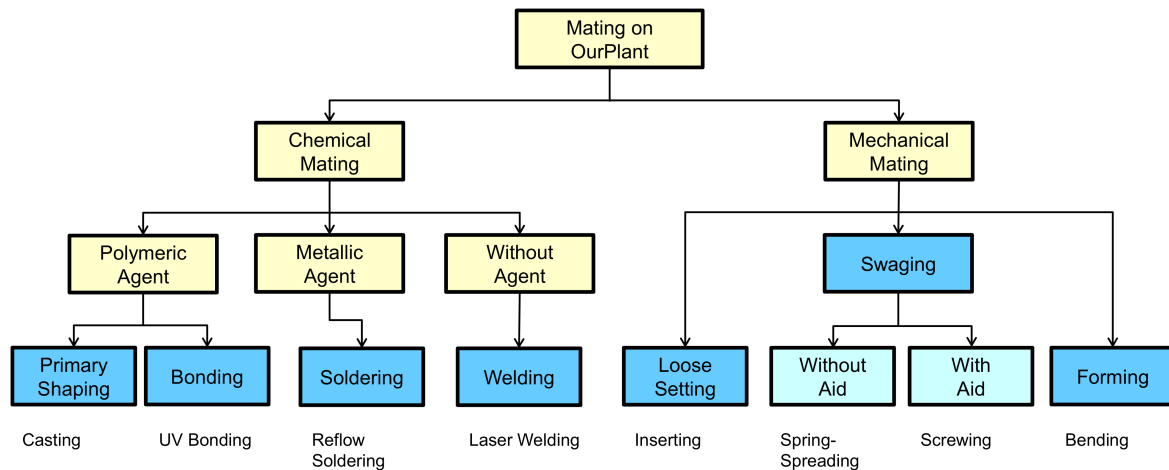 Mating on
OurPlant
Chemical
Mating
Mechanical
Mating
Polymeric
Agent
Metallic
Agent
Without
Agent
Swaging
Primary
Shaping
Bonding
Soldering
Welding
Loose
Setting
Without
Aid
With
Aid
Forming
Casting
UV Bonding
Reflow
Soldering
Laser Welding
Inserting
Spring-
Spreading
Screwing
Bending